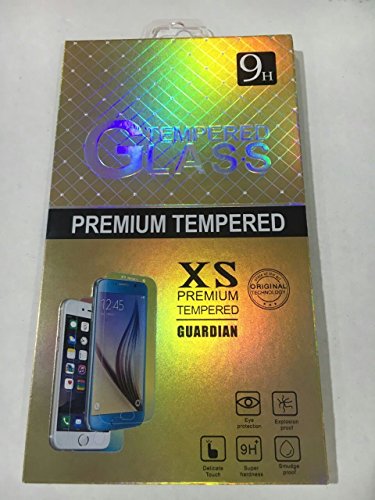 9H
TEMPERED
GLASS
PREMIUM TEMPERED
XS
PREMIUM
TEMPERED
GUARDIAN
ORIGINAL
TECHNOLOGY
12:45
Eye
protection
Explosion
proof
Delicate
Touch
9H
Super
hardness
Smudge
proof